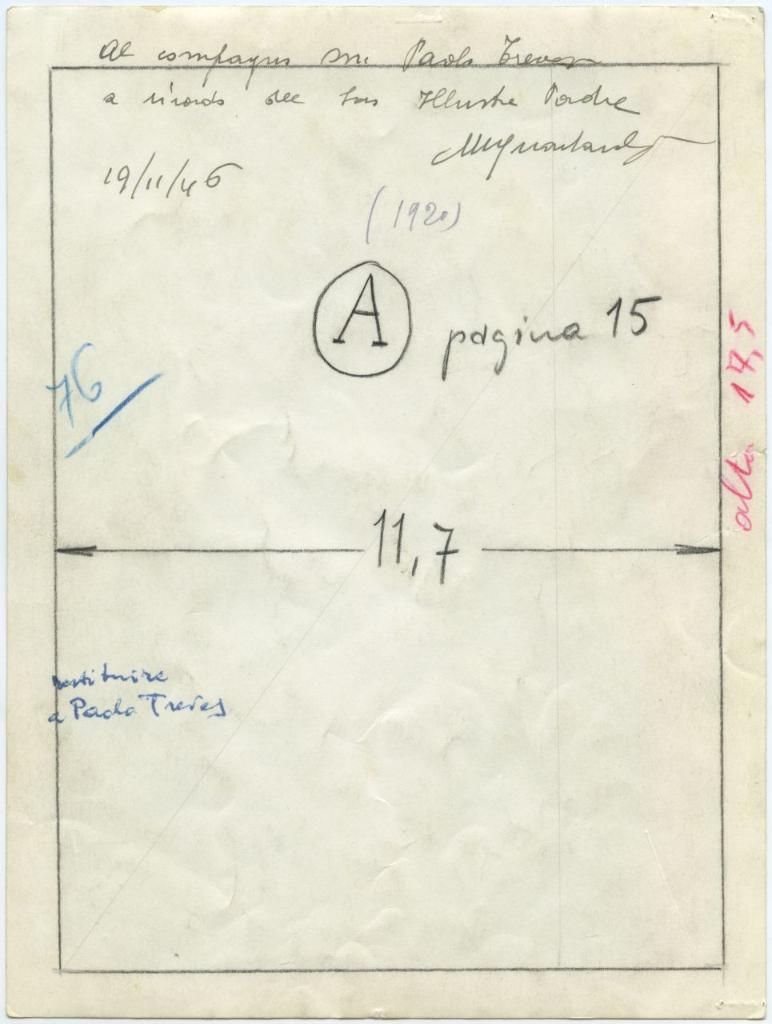 Al compagno On. Paolo Treves
a ricordo del suo Illustre Padre
19/11/46
(1920)
A pagina 15
76
alt. 17,5
11,7
restituire
a Paolo Treves